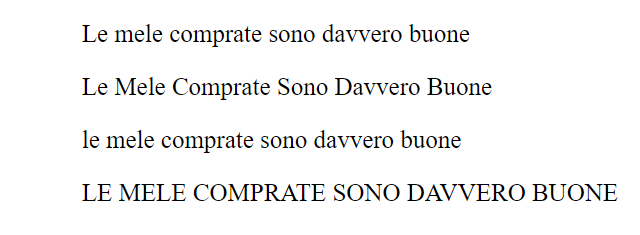 Le mele comprate sono davvero buone
Le Mele Comprate Sono Davvero Buone
le mele comprate sono davvero buone
LE MELE COMPRATE SONO DAVVERO BUONE